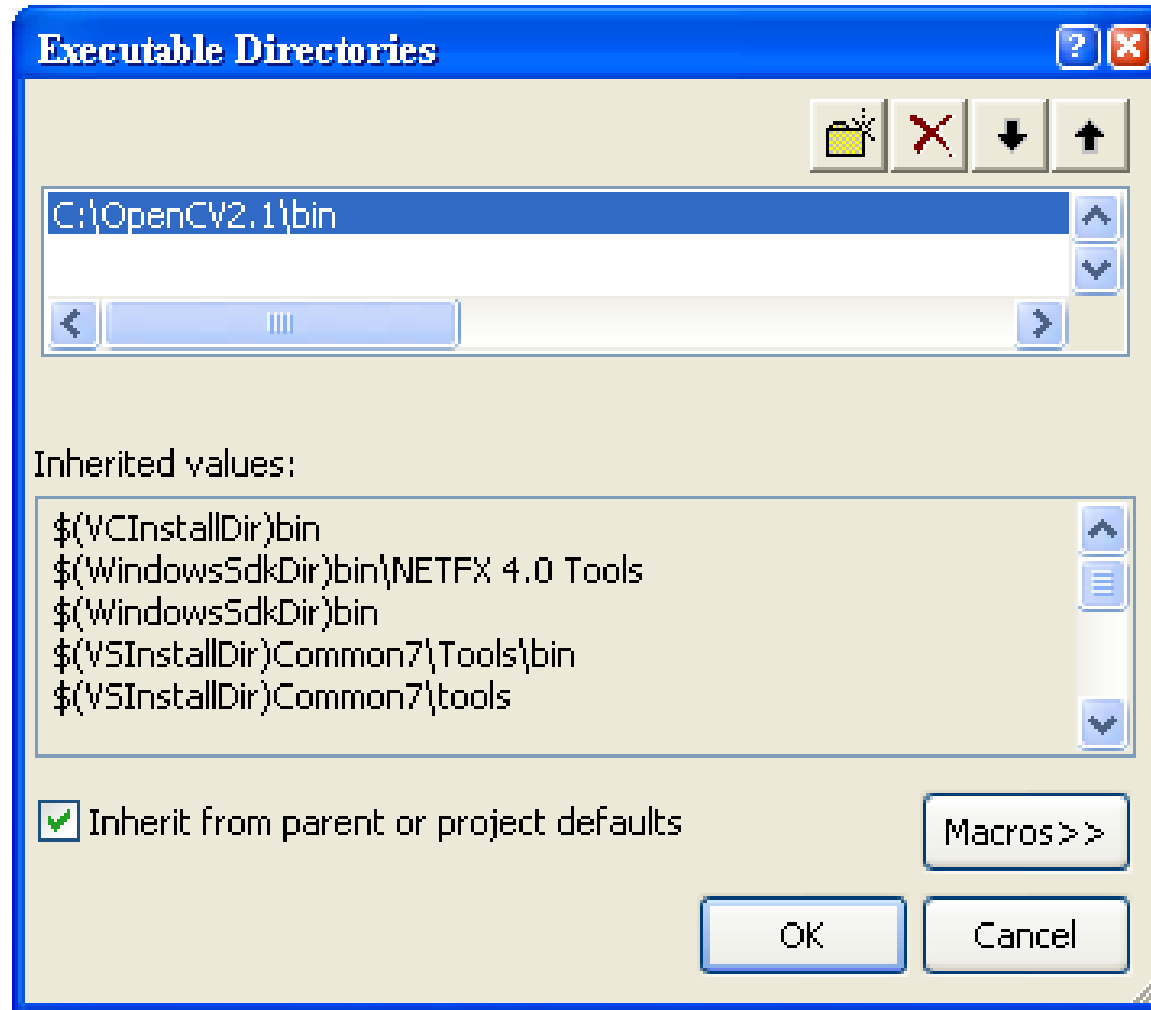 Executable Directories
C:\OpenCV2.1\bin
Inherited values:
$(VCInstallDir)bin
$(WindowsSdkDir)bin\NETFX 4.0 Tools
$(WindowsSdkDir)bin
$(VSInstallDir)Common7\Tools\bin
$(VSInstallDir)Common7\tools
Inherit from parent or project defaults
Macros>>
OK
Cancel